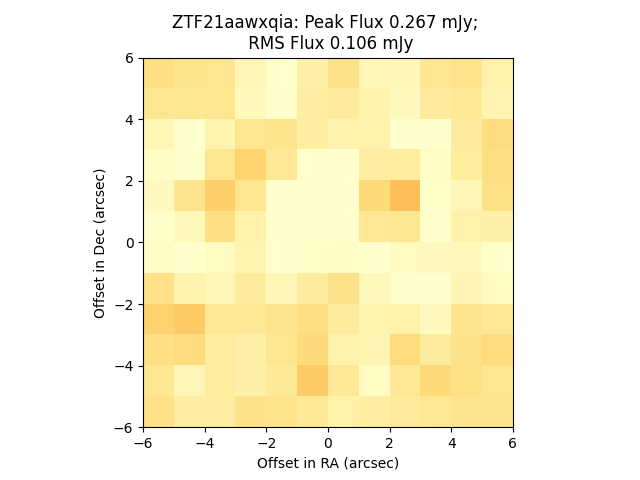 ZTF21aawxqia: Peak Flux 0.267 mJy;
RMS Flux 0.106 mJy
6
4
2
0
−2
−4
−6
Offset in Dec (arcsec)
−6 −4 −2 0 2 4 6
Offset in RA (arcsec)